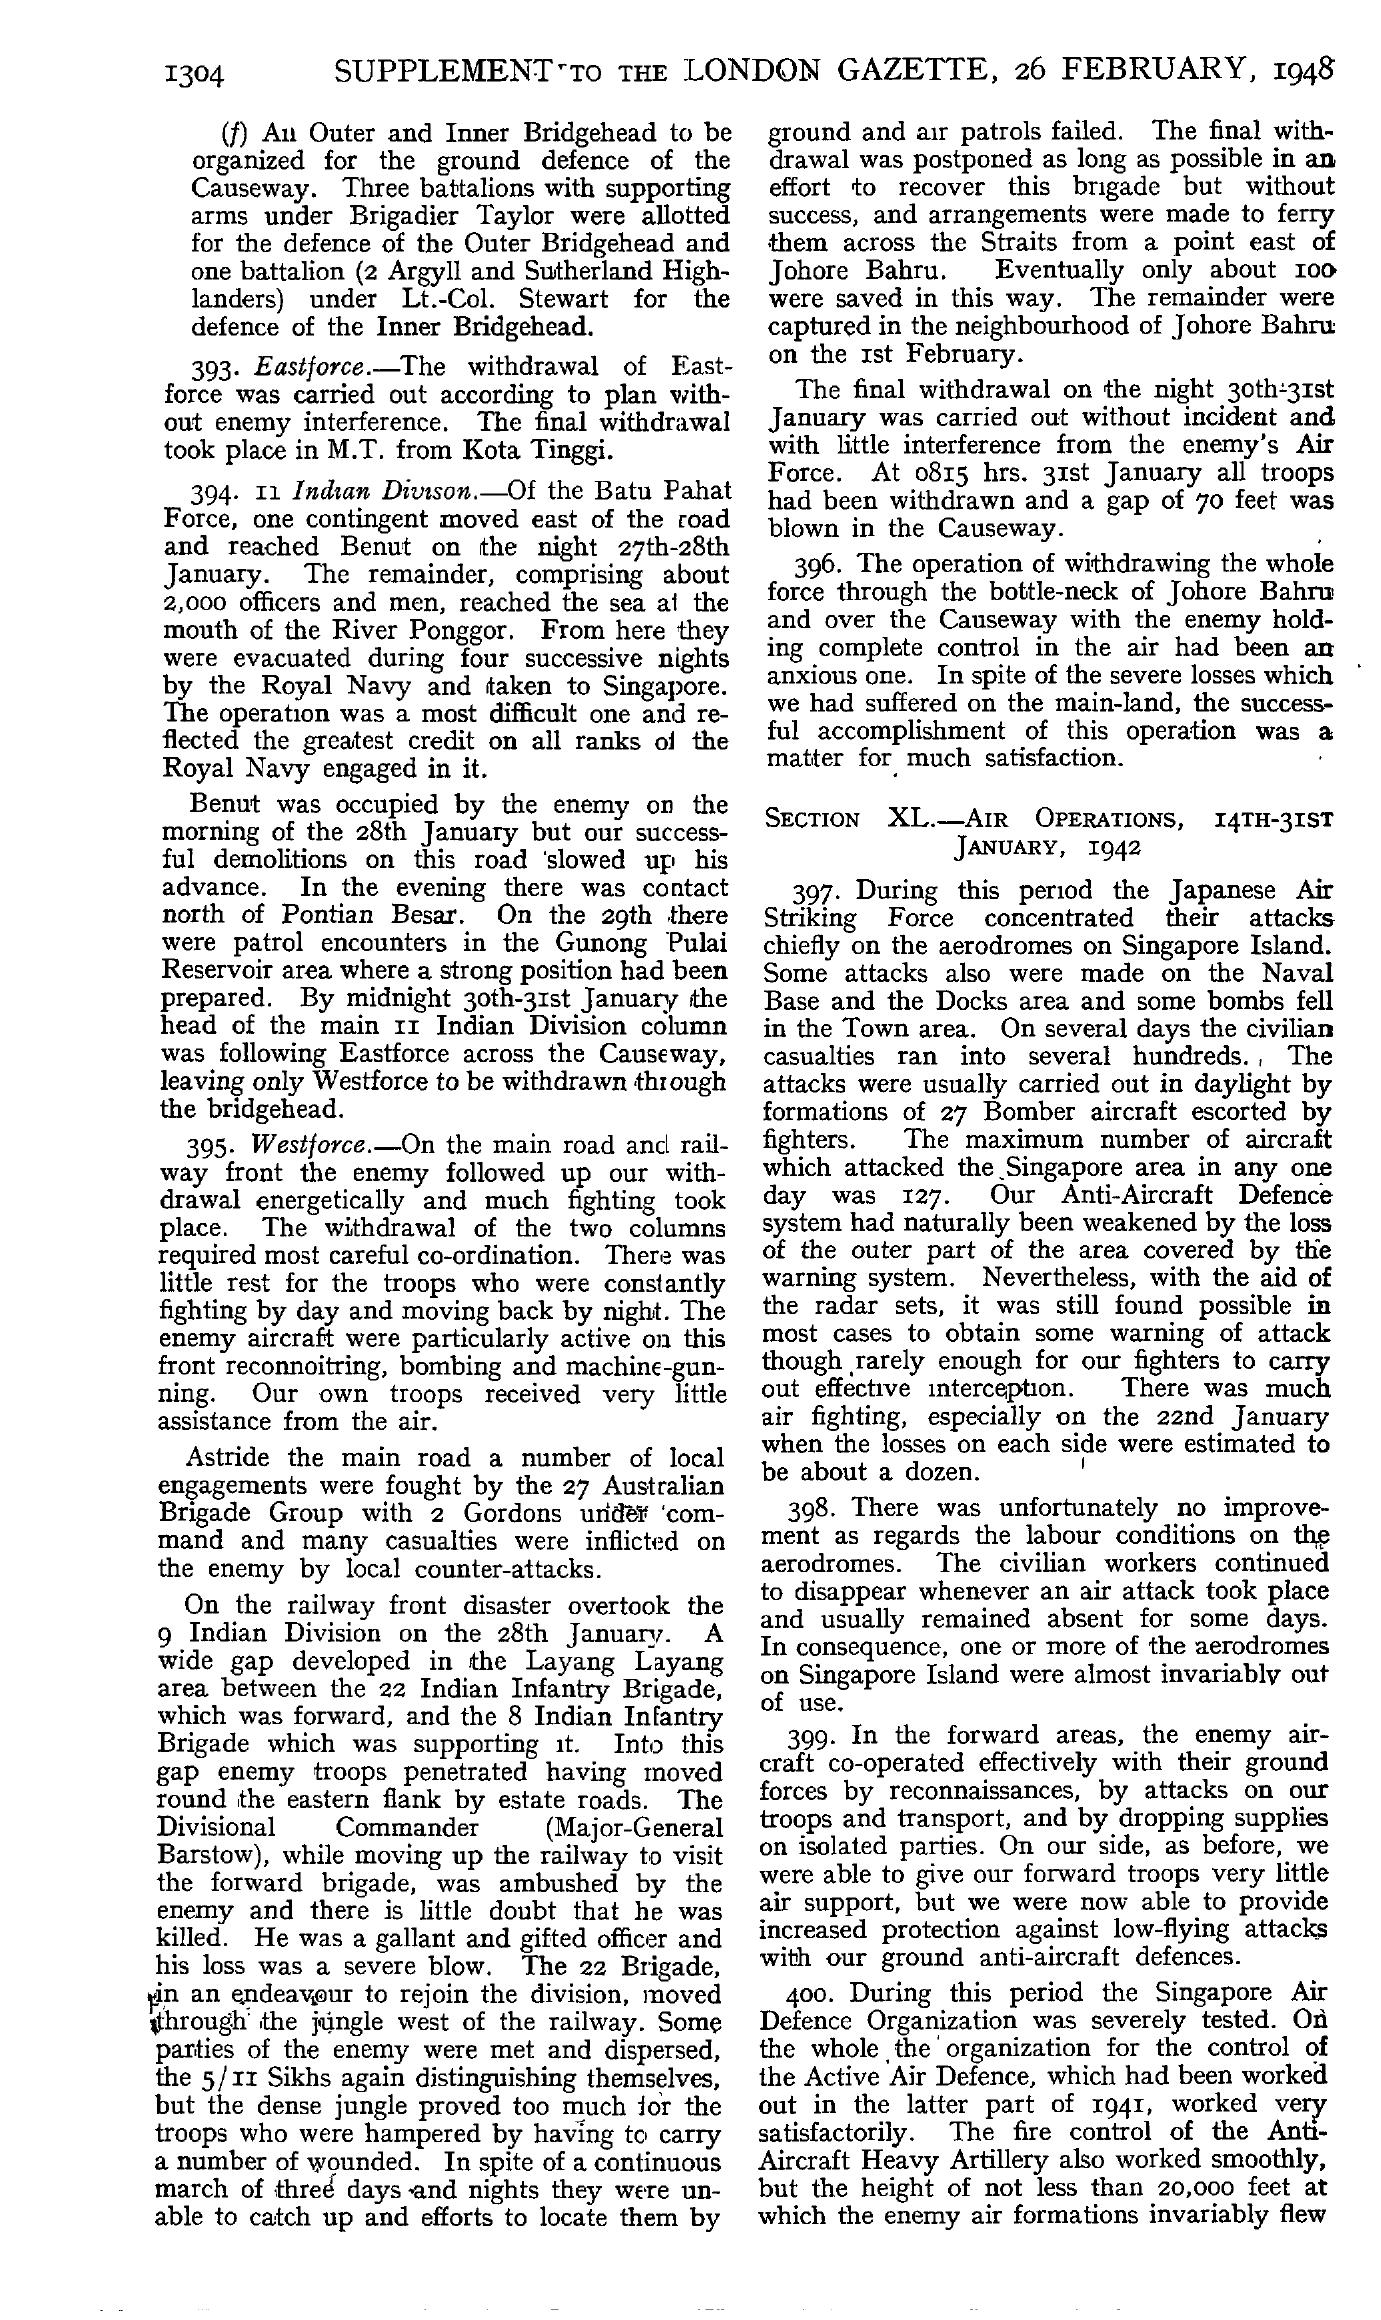 1304 SUPPLEMENT TO THE LONDON GAZETTE, 26 FEBRUARY, 1948
(f) An Outer and Inner Bridgehead to be
organized for the ground defence of the
Causeway. Three battalions with supporting
arms under Brigadier Taylor were allotted
for the defence of the Outer Bridgehead and
one battalion (2 Argyll and Sutherland High-
landers) under Lt.-Col. Stewart for the
defence of the Inner Bridgehead.
393. Eastforce.—The withdrawal of East-
force was carried out according to plan with-
out enemy interference. The final withdrawal
took place in M.T. from Kota Tinggi.
394. 11 Indian Divison.—Of the Batu Pahat
Force, one contingent moved east of the road
and reached Benut on the night 27th-28th
January. The remainder, comprising about
2,000 officers and men, reached the sea at the
mouth of the River Ponggor. From here they
were evacuated during four successive nights
by the Royal Navy and taken to Singapore.
The operation was a most difficult one and re-
flected the greatest credit on all ranks of the
Royal Navy engaged in it.
Benut was occupied by the enemy on the
morning of the 28th January but our success-
ful demolitions on this road slowed up his
advance. In the evening there was contact
north of Pontian Besar. On the 29th there
were patrol encounters in the Gunong Pulai
Reservoir area where a strong position had been
prepared. By midnight 30th-31st January the
head of the main 11 Indian Division column
was following Eastforce across the Causeway,
leaving only Westforce to be withdrawn through
the bridgehead.
395. Westforce.—On the main road and rail-
way front the enemy followed up our with-
drawal energetically and much fighting took
place. The withdrawal of the two columns
required most careful co-ordination. There was
little rest for the troops who were constantly
fighting by day and moving back by night. The
enemy aircraft were particularly active on this
front reconnoitring, bombing and machine-gun-
ning. Our own troops received very little
assistance from the air.
Astride the main road a number of local
engagements were fought by the 27 Australian
Brigade Group with 2 Gordons under com-
mand and many casualties were inflicted on
the enemy by local counter-attacks.
On the railway front disaster overtook the
9 Indian Division on the 28th January. A
wide gap developed in the Layang Layang
area between the 22 Indian Infantry Brigade,
which was forward, and the 8 Indian Infantry
Brigade which was supporting it. Into this
gap enemy troops penetrated having moved
round the eastern flank by estate roads. The
Divisional Commander (Major-General
Barstow), while moving up the railway to visit
the forward brigade, was ambushed by the
enemy and there is little doubt that he was
killed. He was a gallant and gifted officer and
his loss was a severe blow. The 22 Brigade,
in an endeavour to rejoin the division, moved
through the jungle west of the railway. Some
parties of the enemy were met and dispersed,
the 5/11 Sikhs again distinguishing themselves,
but the dense jungle proved too much for the
troops who were hampered by having to carry
a number of wounded. In spite of a continuous
march of three days and nights they were un-
able to catch up and efforts to locate them by
ground and air patrols failed. The final with-
drawal was postponed as long as possible in an
effort to recover this brigade but without
success, and arrangements were made to ferry
them across the Straits from a point east of
Johore Bahru. Eventually only about 100
were saved in this way. The remainder were
captured in the neighbourhood of Johore Bahru
on the 1st February.
The final withdrawal on the night 30th-31st
January was carried out without incident and
with little interference from the enemy's Air
Force. At 0815 hrs. 31st January all troops
had been withdrawn and a gap of 70 feet was
blown in the Causeway.
396. The operation of withdrawing the whole
force through the bottle-neck of Johore Bahru
and over the Causeway with the enemy hold-
ing complete control in the air had been an
anxious one. In spite of the severe losses which
we had suffered on the main-land, the success-
ful accomplishment of this operation was a
matter for much satisfaction.
SECTION XL.—AIR OPERATIONS, 14TH-31ST
JANUARY, 1942
397. During this period the Japanese Air
Striking Force concentrated their attacks
chiefly on the aerodromes on Singapore Island.
Some attacks also were made on the Naval
Base and the Docks area and some bombs fell
in the Town area. On several days the civilian
casualties ran into several hundreds. The
attacks were usually carried out in daylight by
formations of 27 Bomber aircraft escorted by
fighters. The maximum number of aircraft
which attacked the Singapore area in any one
day was 127. Our Anti-Aircraft Defence
system had naturally been weakened by the loss
of the outer part of the area covered by the
warning system. Nevertheless, with the aid of
the radar sets, it was still found possible in
most cases to obtain some warning of attack
though rarely enough for our fighters to carry
out effective interception. There was much
air fighting, especially on the 22nd January
when the losses on each side were estimated to
be about a dozen.
398. There was unfortunately no improve-
ment as regards the labour conditions on the
aerodromes. The civilian workers continued
to disappear whenever an air attack took place
and usually remained absent for some days.
In consequence, one or more of the aerodromes
on Singapore Island were almost invariably out
of use.
399. In the forward areas, the enemy air-
craft co-operated effectively with their ground
forces by reconnaissances, by attacks on our
troops and transport, and by dropping supplies
on isolated parties. On our side, as before, we
were able to give our forward troops very little
air support, but we were now able to provide
increased protection against low-flying attacks
with our ground anti-aircraft defences.
400. During this period the Singapore Air
Defence Organization was severely tested. On
the whole the organization for the control of
the Active Air Defence, which had been worked
out in the latter part of 1941, worked very
satisfactorily. The fire control of the Anti-
Aircraft Heavy Artillery also worked smoothly,
but the height of not less than 20,000 feet at
which the enemy air formations invariably flew